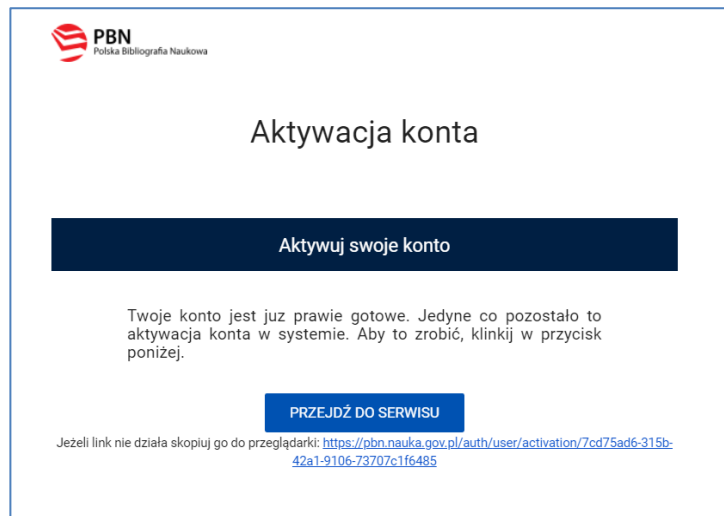 PBN
Polska Bibliografia Naukowa
Aktywacja konta
Aktywuj swoje konto
Twoje konto jest juz prawie gotowe. Jedyne co pozostało to
aktywacja konta w systemie. Aby to zrobić, klinkij w przycisk
poniżej.
PRZEJDŹ DO SERWISU
Jeżeli link nie działa skopiuj go do przeglądarki: https://pbn.nauka.gov.pl/auth/user/activation/7cd75ad6-315b-
42a1-9106-73707c1f6485